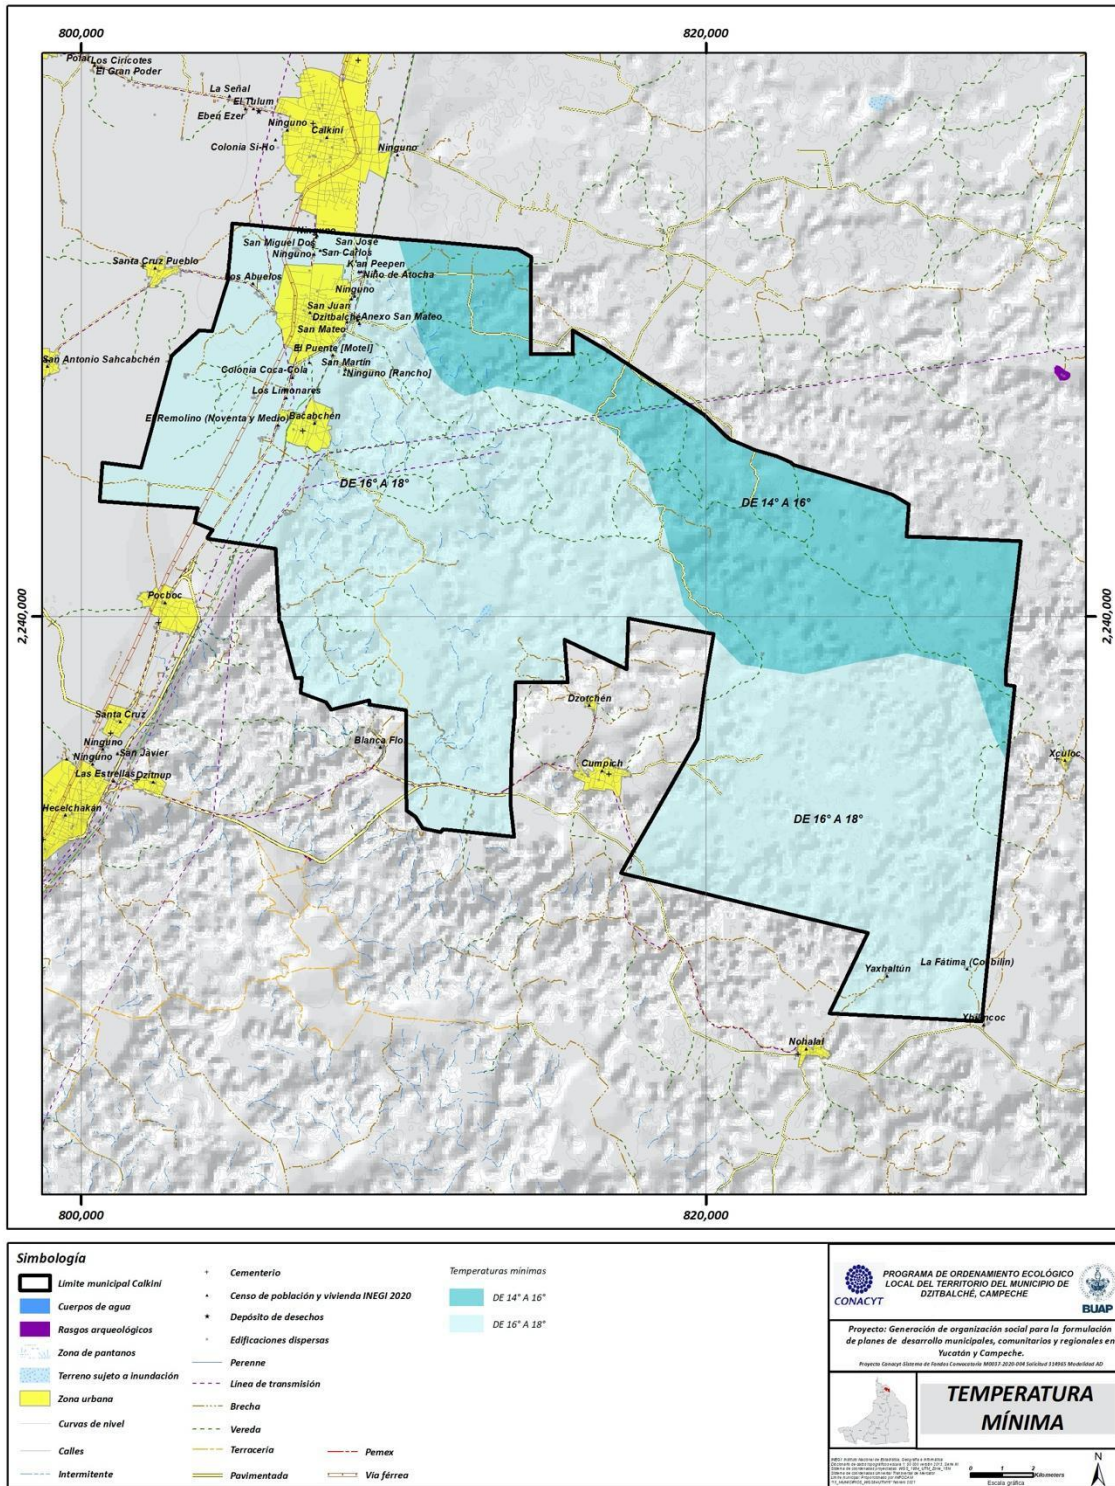 800,000
820,000
Polar
Los Ciricotes
El Gran Poder
La Señal
El Tulum
Eben Ezer
Ninguno
Calkiní
Colonia Si-Ho
Ninguno
Ninguno
San Miguel Dos
San José
Ninguno
San Carlos
Santa Cruz Pueblo
K'an Peepen
Los Abuelos
Niño de Atocha
Ninguno
San Juan
Dzitbalché
Anexo San Mateo
San Mateo
El Puente [Motel]
San Antonio Sahcabchén
San Martín
Colonia Coca-Cola
Ninguno [Rancho]
Los Limonares
El Remolino (Noventa y Medio)
Bacabchén
DE 16° A 18°
DE 14° A 16°
Pocboc
2,240,000
2,240,000
Dzotchén
Santa Cruz
Ninguno
San Javier
Blanca Flo
Ninguno
Xculoc
Cumpich
Las Estrellas
Dzitnup
Hecelchakán
DE 16° A 18°
Yaxhaltún
Nohalal
800,000
820,000
Simbología
Limite municipal Calkini
Cuerpos de agua
Rasgos arqueológicos
Zona de pantanos
Terreno sujeto a inundación
Zona urbana
Curvas de nivel
Calles
Intermitente
Cementerio
Censo de población y vivienda INEGI 2020
Depósito de desechos
Edificaciones dispersas
Perenne
Línea de transmisión
Brecha
Vereda
Terracería
Pavimentada
Pemex
Vía férrea
Temperaturas mínimas
DE 14° A 16°
DE 16° A 18°
CONACYT
PROGRAMA DE ORDENAMIENTO ECOLÓGICO
LOCAL DEL TERRITORIO DEL MUNICIPIO DE
DZITBALCHÉ, CAMPECHE
BUAP
Proyecto: Generación de organización social para la formulación
de planes de desarrollo municipales, comunitarios y regionales en
Yucatán y Campeche.
TEMPERATURA
MÍNIMA
0 1 2
Kilometers
Escala gráfica
N